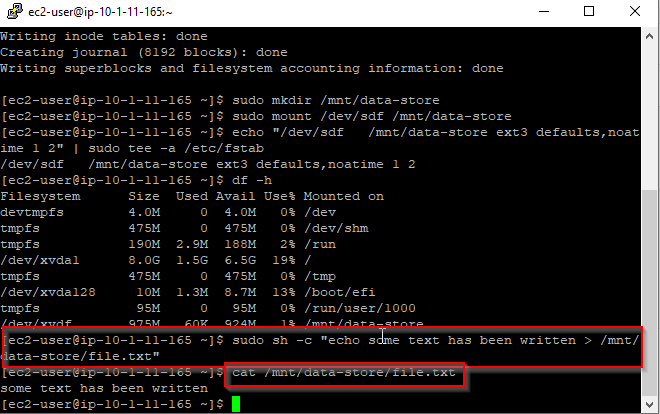 ec2-user@ip-10-1-11-165:~
Writing inode tables: done
Creating journal (8192 blocks): done
Writing superblocks and filesystem accounting information: done
[ec2-user@ip-10-1-11-165 ~]$ sudo mkdir /mnt/data-store
[ec2-user@ip-10-1-11-165 ~]$ sudo mount /dev/sdf /mnt/data-store
[ec2-user@ip-10-1-11-165 ~]$ echo "/dev/sdf   /mnt/data-store ext3 defaults,noat
ime 1 2" | sudo tee -a /etc/fstab
/dev/sdf   /mnt/data-store ext3 defaults,noatime 1 2
[ec2-user@ip-10-1-11-165 ~]$ df -h
Filesystem      Size  Used Avail Use% Mounted on
devtmpfs        4.0M     0  4.0M   0% /dev
tmpfs           475M     0  475M   0% /dev/shm
tmpfs           190M  2.9M  188M   2% /run
/dev/xvda1      8.0G  1.5G  6.5G  19% /
tmpfs           475M     0  475M   0% /tmp
/dev/xvda128     10M  1.3M  8.7M  13% /boot/efi
tmpfs            95M     0   95M   0% /run/user/1000
/dev/xvdf       975M   60K  924M   1% /mnt/data-store
[ec2-user@ip-10-1-11-165 ~]$ sudo sh -c "echo some text has been written > /mnt/
data-store/file.txt"
[ec2-user@ip-10-1-11-165 ~]$ cat /mnt/data-store/file.txt
some text has been written
[ec2-user@ip-10-1-11-165 ~]$